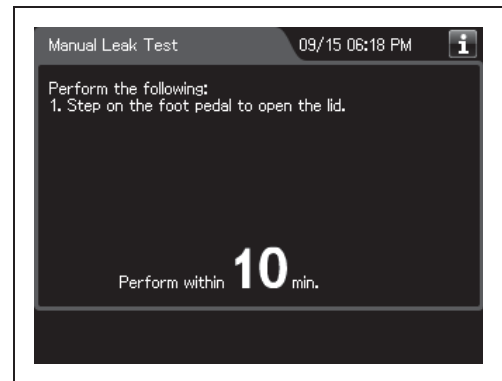 Manual Leak Test 09/15 06:18 PM i
Perform the following:
1. Step on the foot pedal to open the lid.
Perform within 10 min.